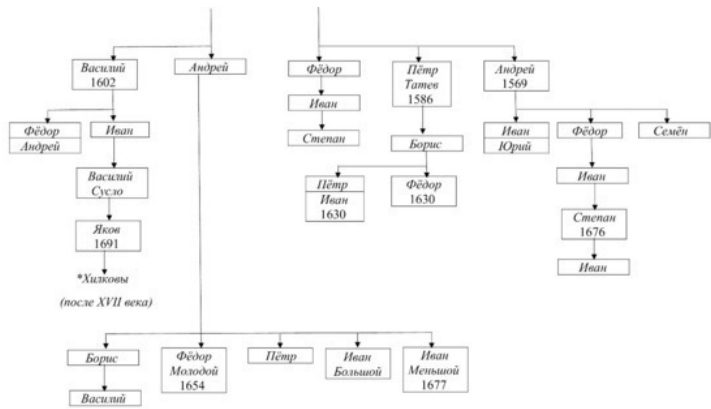 Василий
1602
Андрей
Фёдор
Пётр
Татев
1586
Андрей
1569
Фёдор
Андрей
Иван
Иван
Степан
Борис
Иван
Юрий
Фёдор
Семён
Василий
Сусло
Пётр
Иван
1630
Фёдор
1630
Иван
Яков
1691
Степан
1676
*Хилковы
(после XVII века)
Иван
Борис
Фёдор
Молодой
1654
Пётр
Иван
Большой
Иван
Меньшой
1677
Василий